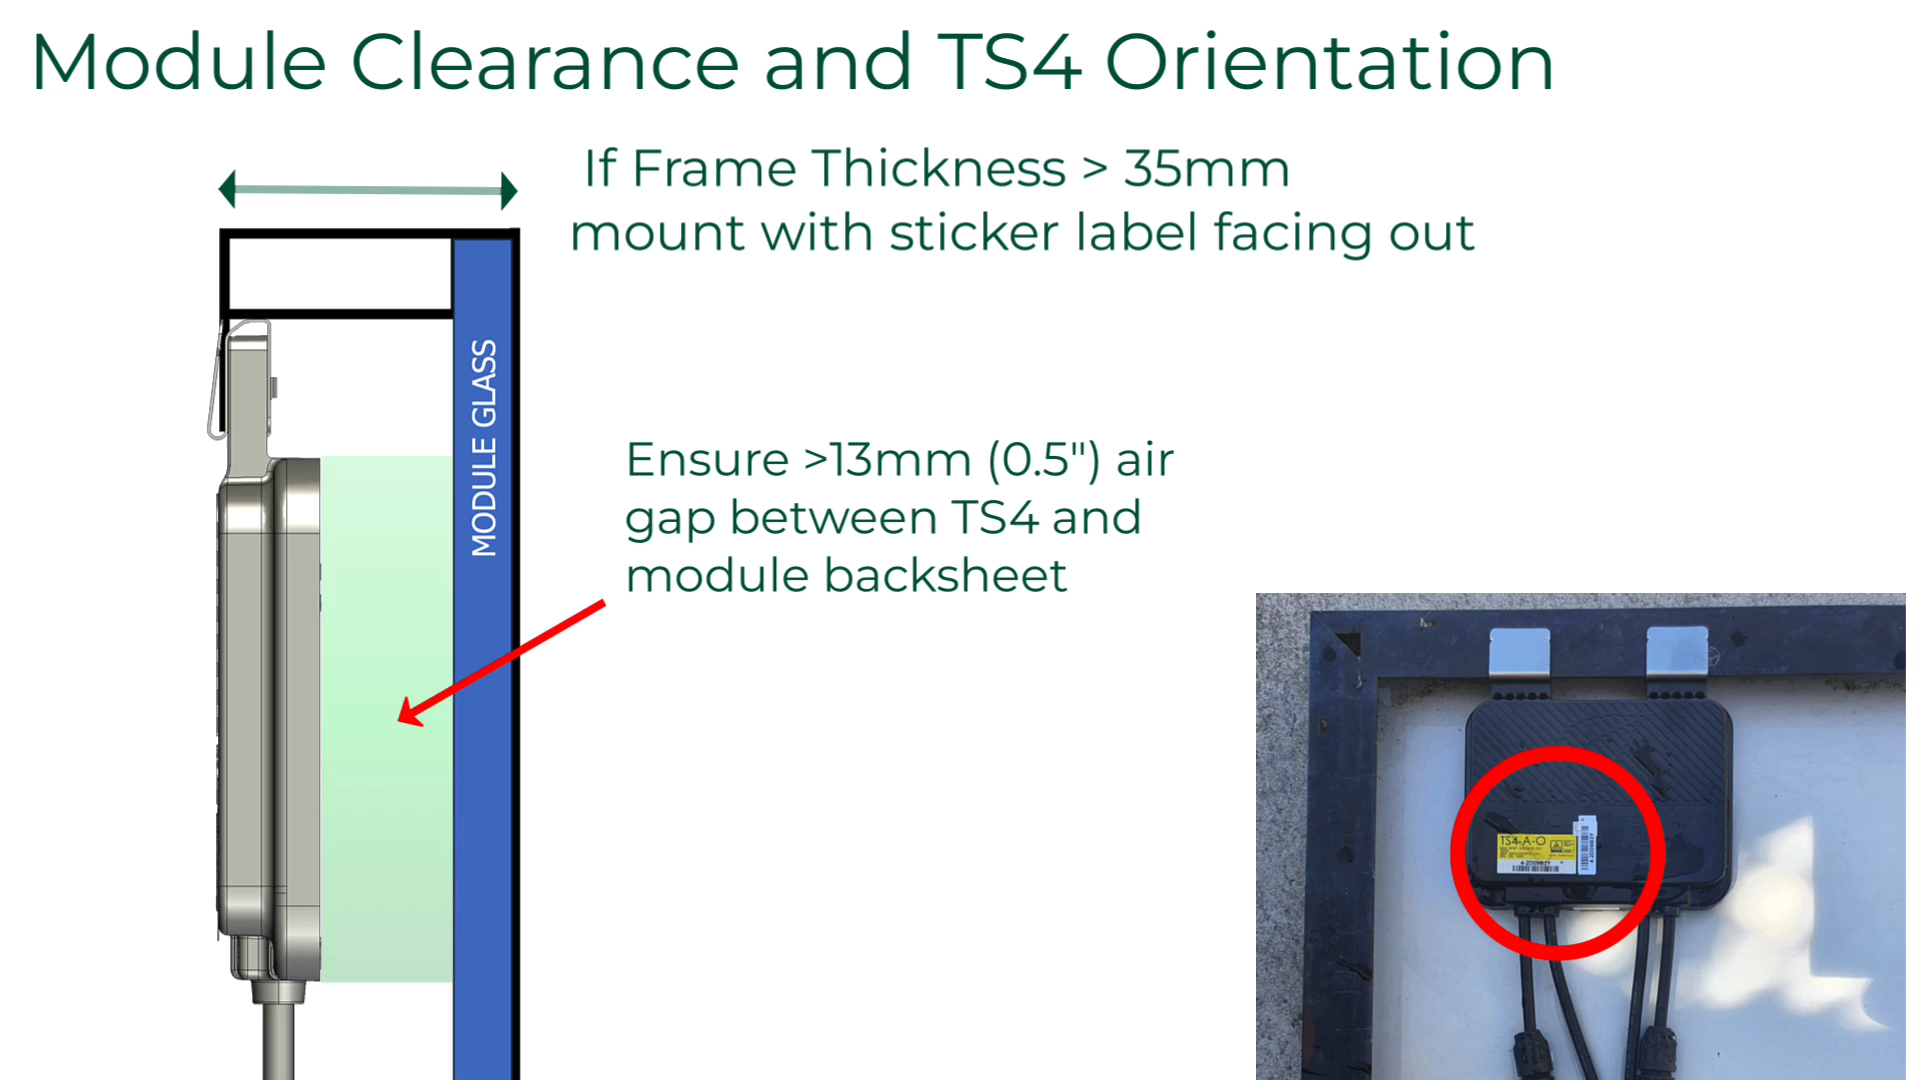 Module Clearance and TS4 Orientation
If Frame Thickness > 35mm
mount with sticker label facing out
MODULE GLASS
Ensure >13mm (0.5") air
gap between TS4 and
module backsheet
TS4-A-O